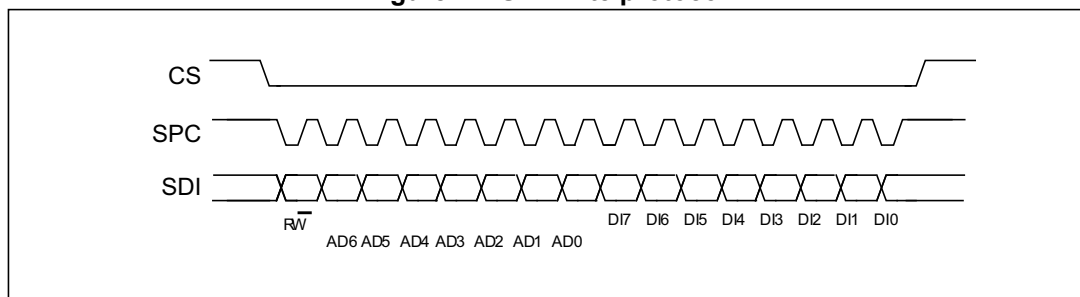 CS
SPC
SDI
RW
DI7 DI6 DI5 DI4 DI3 DI2 DI1 DI0
AD6 AD5 AD4 AD3 AD2 AD1 AD0